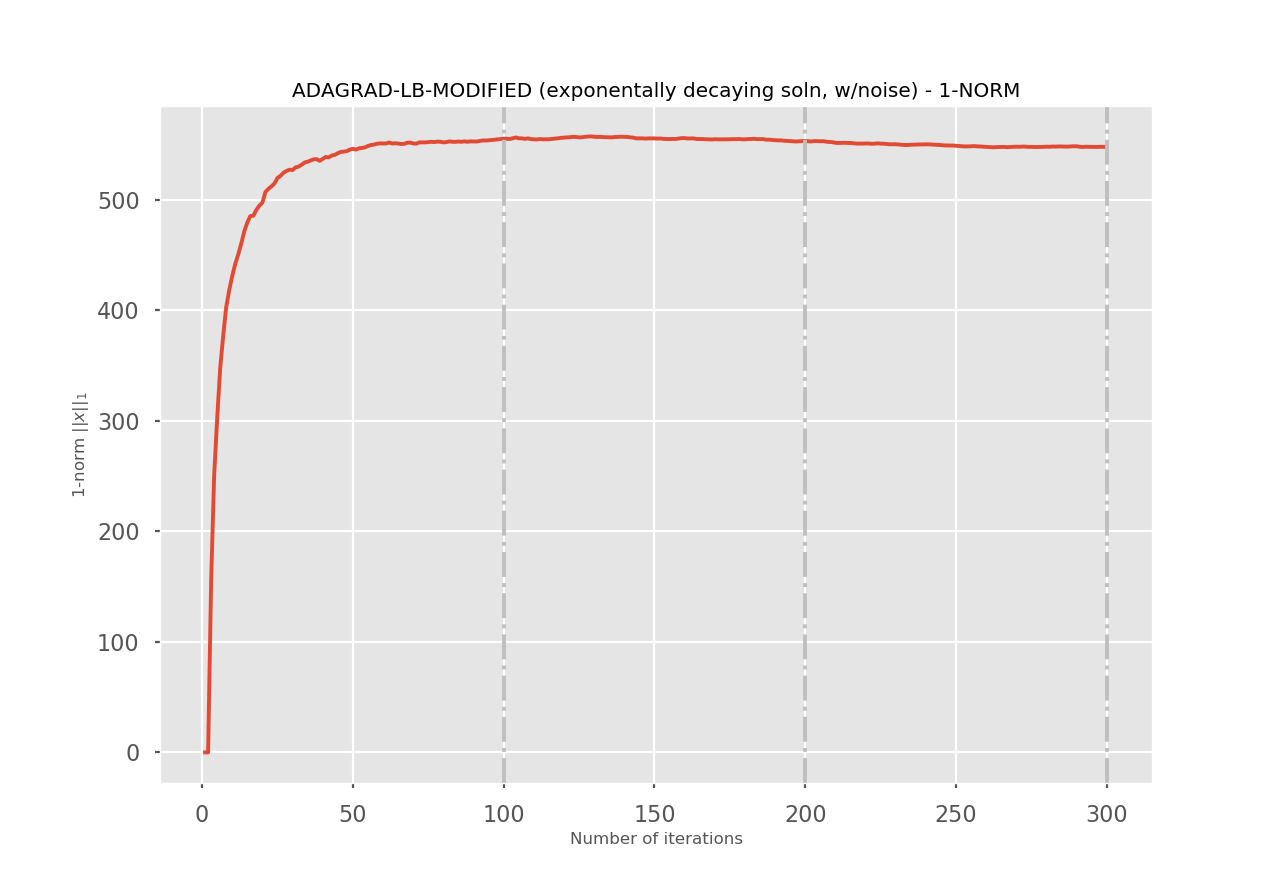 ADAGRAD-LB-MODIFIED (exponentially decaying soln, w/noise) - 1-NORM
500
400
300
200
100
0
1-norm ||x||₁
0 50 100 150 200 250 300
Number of iterations